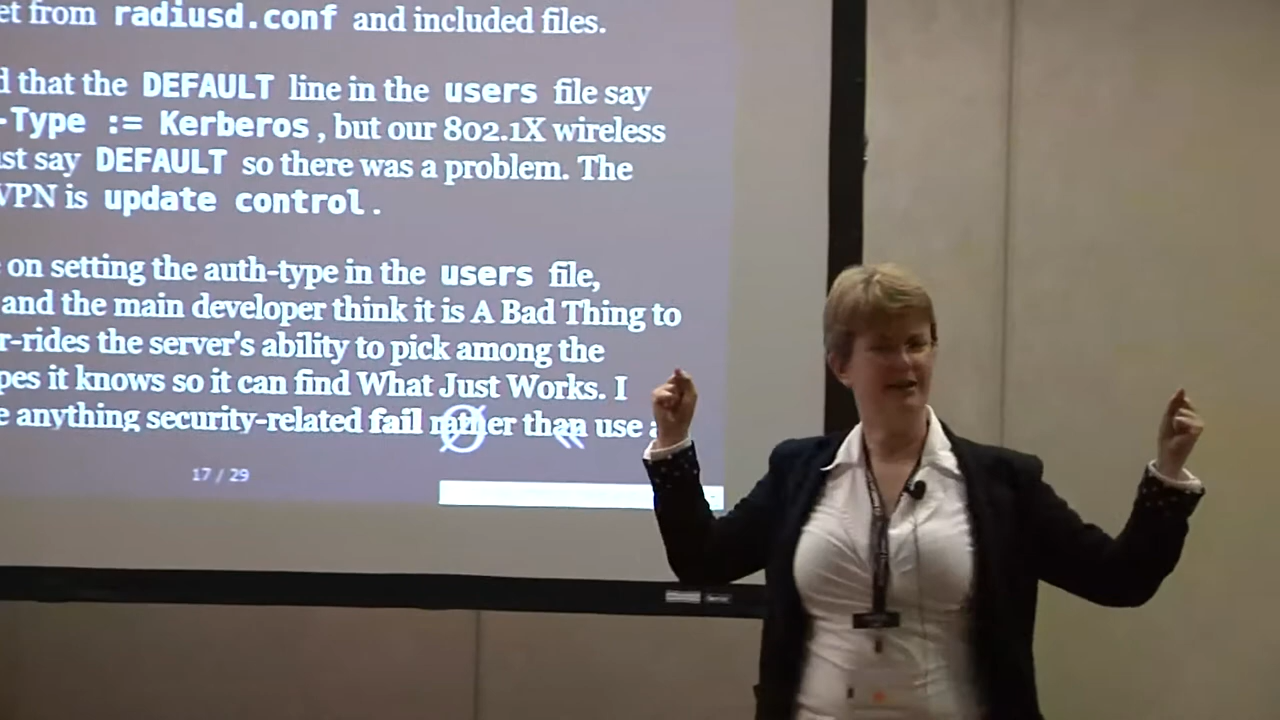 et from radiusd.conf and included files.
d that the DEFAULT line in the users file say
-Type := Kerberos, but our 802.1X wireless
ust say DEFAULT so there was a problem. The
VPN is update control.
on setting the auth-type in the users file,
and the main developer think it is A Bad Thing to
r-rides the server's ability to pick among the
pes it knows so it can find What Just Works. I
e anything security-related fail rather than use a
17 / 29